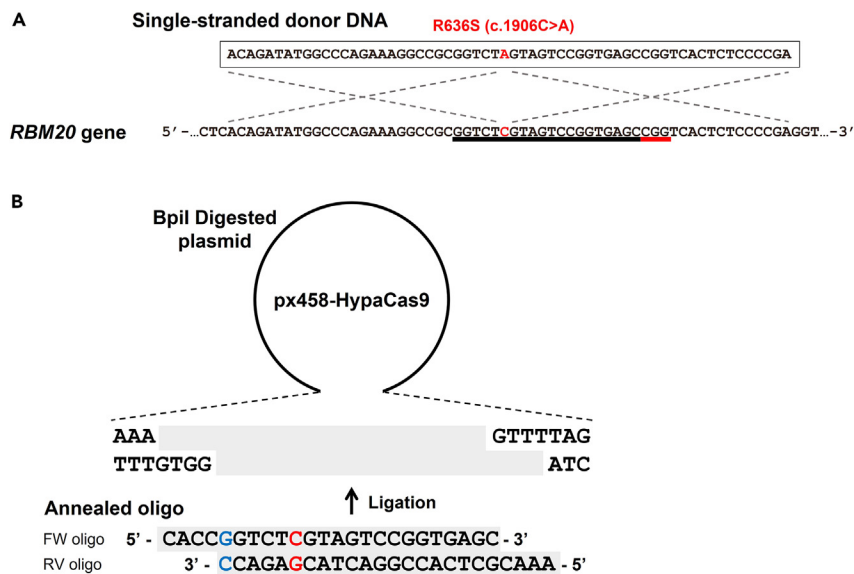 A
Single-stranded donor DNA
R636S (c.1906C>A)
ACAGATATGGCCCAGAAAGGCCGCGGTCTAGTAGTCCGGTGAGCCGGTCACTCTCCCCGA
RBM20 gene
5′-…CTCACAGATATGGCCCAGAAAGGCCGCGGTCTCGTAGTCCGGTGAGCCGGTCACTCTCCCCGAGGT…-3′
B
BpiI Digested
plasmid
px458-HypaCas9
AAA GTTTTAG
TTTGTGG ATC
Annealed oligo
Ligation
FW oligo 5′ - CACCGGTCTCGTAGTCCGGTGAGC - 3′
RV oligo 3′ - CCAGAGCATCAGGCCACTCGCAAA - 5′